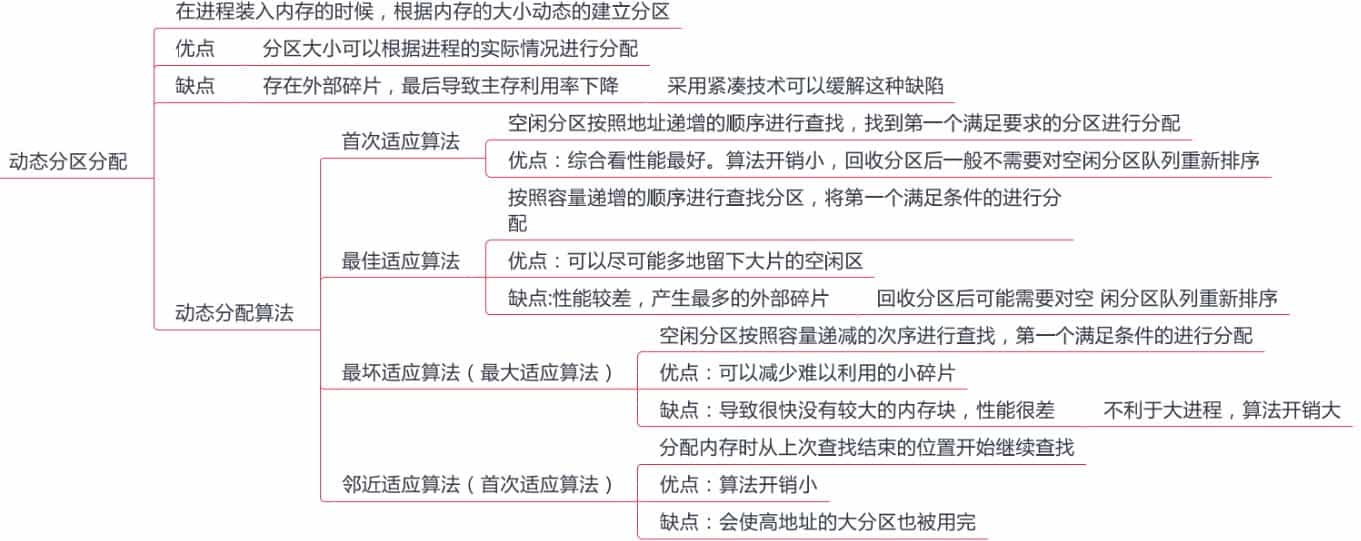 在进程装入内存的时候，根据内存的大小动态的建立分区
优点 分区大小可以根据进程的实际情况进行分配
缺点 存在外部碎片，最后导致主存利用率下降 采用紧凑技术可以缓解这种缺陷
动态分区分配
首次适应算法
空闲分区按照地址递增的顺序进行查找，找到第一个满足要求的分区进行分配
优点：综合看性能最好。算法开销小，回收分区后一般不需要对空闲分区队列重新排序
动态分配算法
最佳适应算法
按照容量递增的顺序进行查找分区，将第一个满足条件的进行分
配
优点：可以尽可能多地留下大片的空闲区
缺点:性能较差，产生最多的外部碎片 回收分区后可能需要对空 闲分区队列重新排序
最坏适应算法（最大适应算法）
空闲分区按照容量递减的次序进行查找，第一个满足条件的进行分配
优点：可以减少难以利用的小碎片
缺点：导致很快没有较大的内存块，性能很差 不利于大进程，算法开销大
邻近适应算法（首次适应算法）
分配内存时从上次查找结束的位置开始继续查找
优点：算法开销小
缺点：会使高地址的大分区也被用完